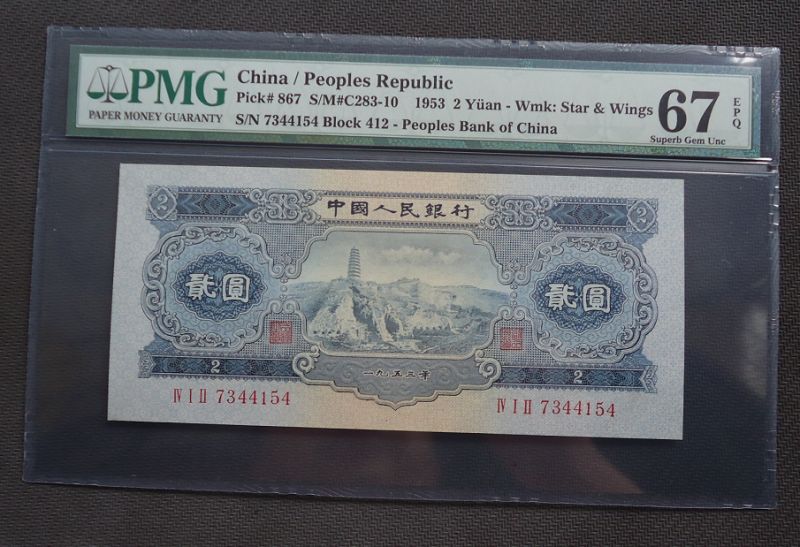 PMG
PAPER MONEY GUARANTY
China / Peoples Republic
Pick# 867 S/M#C283-10 1953 2 Yüan - Wmk: Star & Wings
S/N 7344154 Block 412 - Peoples Bank of China
67
EPQ
Superb Gem Unc
中國人民銀行
2
2
貳圓
貳圓
2
2
一九五三年
Ⅳ Ⅰ Ⅱ 7344154
Ⅳ Ⅰ Ⅱ 7344154